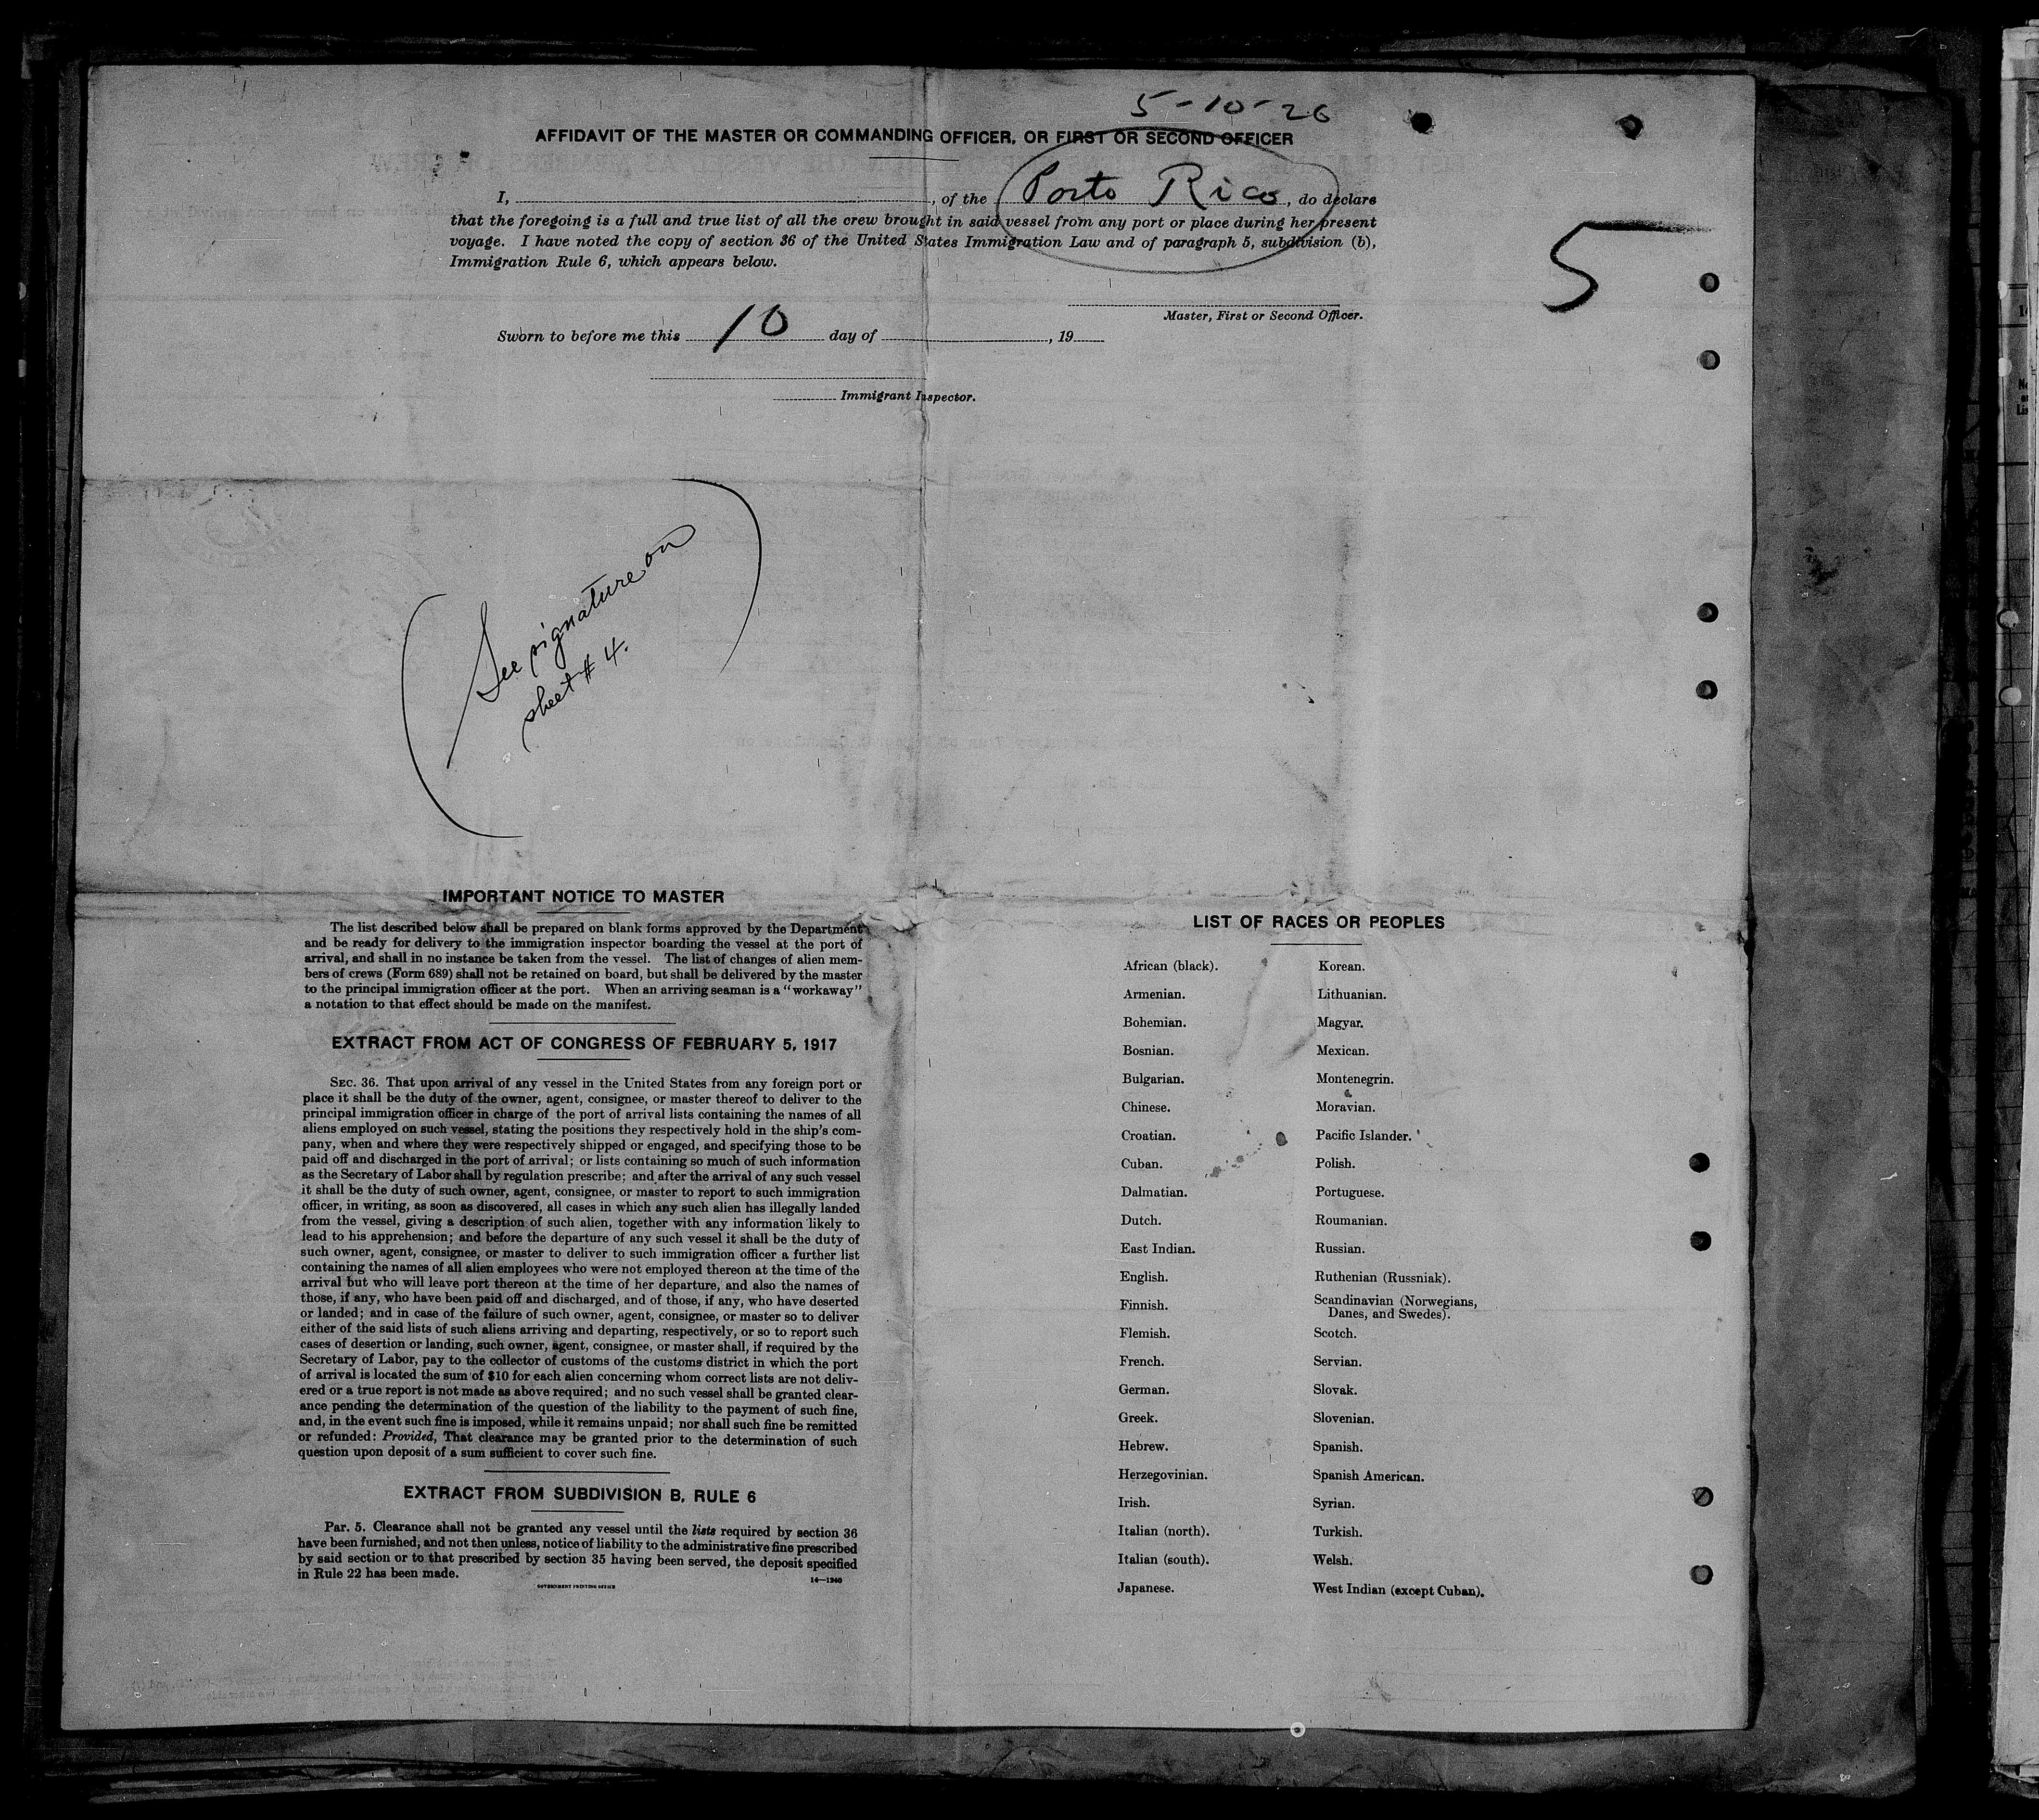 5-10-26
AFFIDAVIT OF THE MASTER OR COMMANDING OFFICER, OR FIRST OR SECOND OFFICER
I, , of the Porto Rico, do declare
that the foregoing is a full and true list of all the crew brought in said vessel from any port or place during her present
voyage. I have noted the copy of section 36 of the United States Immigration Law and of paragraph 5, subdivision (b),
Immigration Rule 6, which appears below.
5
Master, First or Second Officer.
Sworn to before me this 10 day of , 19
Immigrant Inspector.
(See signature on
sheet # 4.)
IMPORTANT NOTICE TO MASTER
The list described below shall be prepared on blank forms approved by the Department
and be ready for delivery to the immigration inspector boarding the vessel at the port of
arrival, and shall in no instance be taken from the vessel. The list of changes of alien mem-
bers of crews (Form 689) shall not be retained on board, but shall be delivered by the master
to the principal immigration officer at the port. When an arriving seaman is a "workaway"
a notation to that effect should be made on the manifest.
EXTRACT FROM ACT OF CONGRESS OF FEBRUARY 5, 1917
SEC. 36. That upon arrival of any vessel in the United States from any foreign port or
place it shall be the duty of the owner, agent, consignee, or master thereof to deliver to the
principal immigration officer in charge of the port of arrival lists containing the names of all
aliens employed on such vessel, stating the positions they respectively hold in the ship's com-
pany, when and where they were respectively shipped or engaged, and specifying those to be
paid off and discharged in the port of arrival; or lists containing so much of such information
as the Secretary of Labor shall by regulation prescribe; and after the arrival of any such vessel
it shall be the duty of such owner, agent, consignee, or master to report to such immigration
officer, in writing, as soon as discovered, all cases in which any such alien has illegally landed
from the vessel, giving a description of such alien, together with any information likely to
lead to his apprehension; and before the departure of any such vessel it shall be the duty of
such owner, agent, consignee, or master to deliver to such immigration officer a further list
containing the names of all alien employees who were not employed thereon at the time of the
arrival but who will leave port thereon at the time of her departure, and also the names of
those, if any, who have been paid off and discharged, and of those, if any, who have deserted
or landed; and in case of the failure of such owner, agent, consignee, or master so to deliver
either of the said lists of such aliens arriving and departing, respectively, or so to report such
cases of desertion or landing, such owner, agent, consignee, or master shall, if required by the
Secretary of Labor, pay to the collector of customs of the customs district in which the port
of arrival is located the sum of $10 for each alien concerning whom correct lists are not deliv-
ered or a true report is not made as above required; and no such vessel shall be granted clear-
ance pending the determination of the question of the liability to the payment of such fine,
and, in the event such fine is imposed, while it remains unpaid; nor shall such fine be remitted
or refunded: Provided, That clearance may be granted prior to the determination of such
question upon deposit of a sum sufficient to cover such fine.
EXTRACT FROM SUBDIVISION B, RULE 6
Par. 5. Clearance shall not be granted any vessel until the lists required by section 36
have been furnished, and not then unless, notice of liability to the administrative fine prescribed
by said section or to that prescribed by section 35 having been served, the deposit specified
in Rule 22 has been made.
GOVERNMENT PRINTING OFFICE
14—1240
LIST OF RACES OR PEOPLES
African (black).
Armenian.
Bohemian.
Bosnian.
Bulgarian.
Chinese.
Croatian.
Cuban.
Dalmatian.
Dutch.
East Indian.
English.
Finnish.
Flemish.
French.
German.
Greek.
Hebrew.
Herzegovinian.
Irish.
Italian (north).
Italian (south).
Japanese.
Korean.
Lithuanian.
Magyar.
Mexican.
Montenegrin.
Moravian.
Pacific Islander.
Polish.
Portuguese.
Roumanian.
Russian.
Ruthenian (Russniak).
Scandinavian (Norwegians,
Danes, and Swedes).
Scotch.
Servian.
Slovak.
Slovenian.
Spanish.
Spanish American.
Syrian.
Turkish.
Welsh.
West Indian (except Cuban).